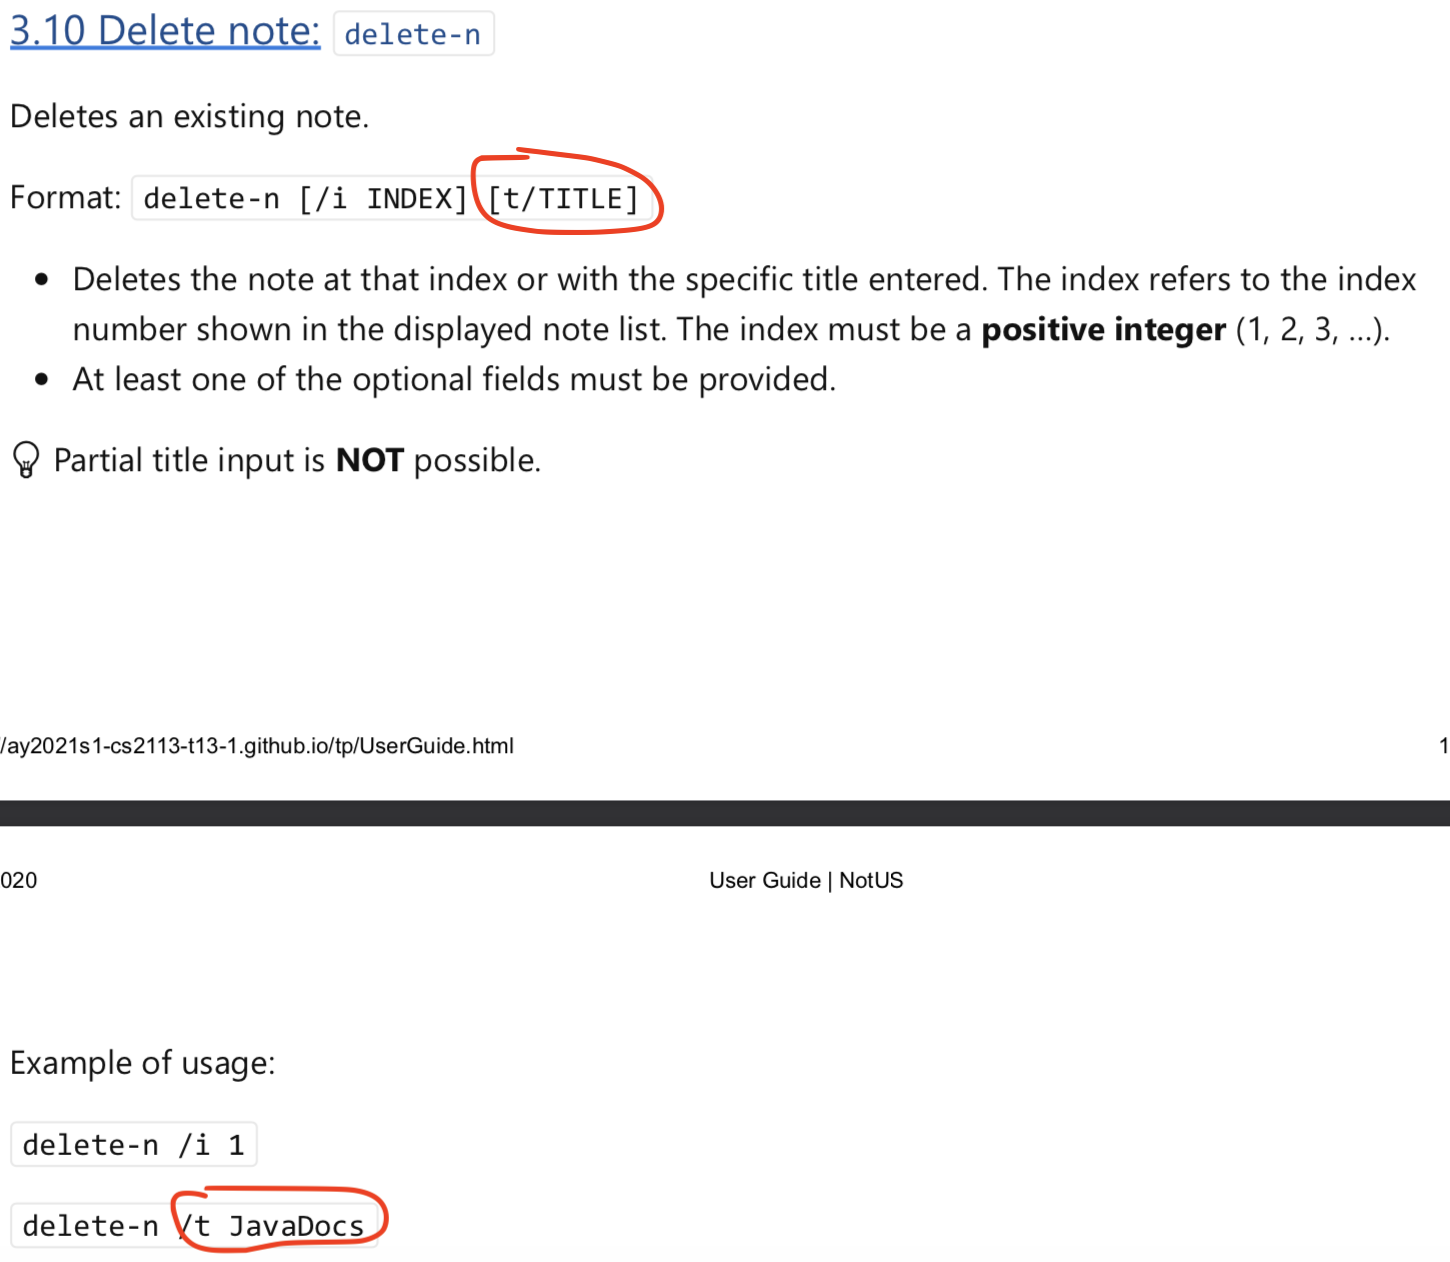 3.10 Delete note: delete-n
Deletes an existing note.
Format: delete-n [/i INDEX] [t/TITLE]
• Deletes the note at that index or with the specific title entered. The index refers to the index
number shown in the displayed note list. The index must be a positive integer (1, 2, 3, ...).
• At least one of the optional fields must be provided.
Partial title input is NOT possible.
/ay2021s1-cs2113-t13-1.github.io/tp/UserGuide.html 1
020 User Guide | NotUS
Example of usage:
delete-n /i 1
delete-n /t JavaDocs